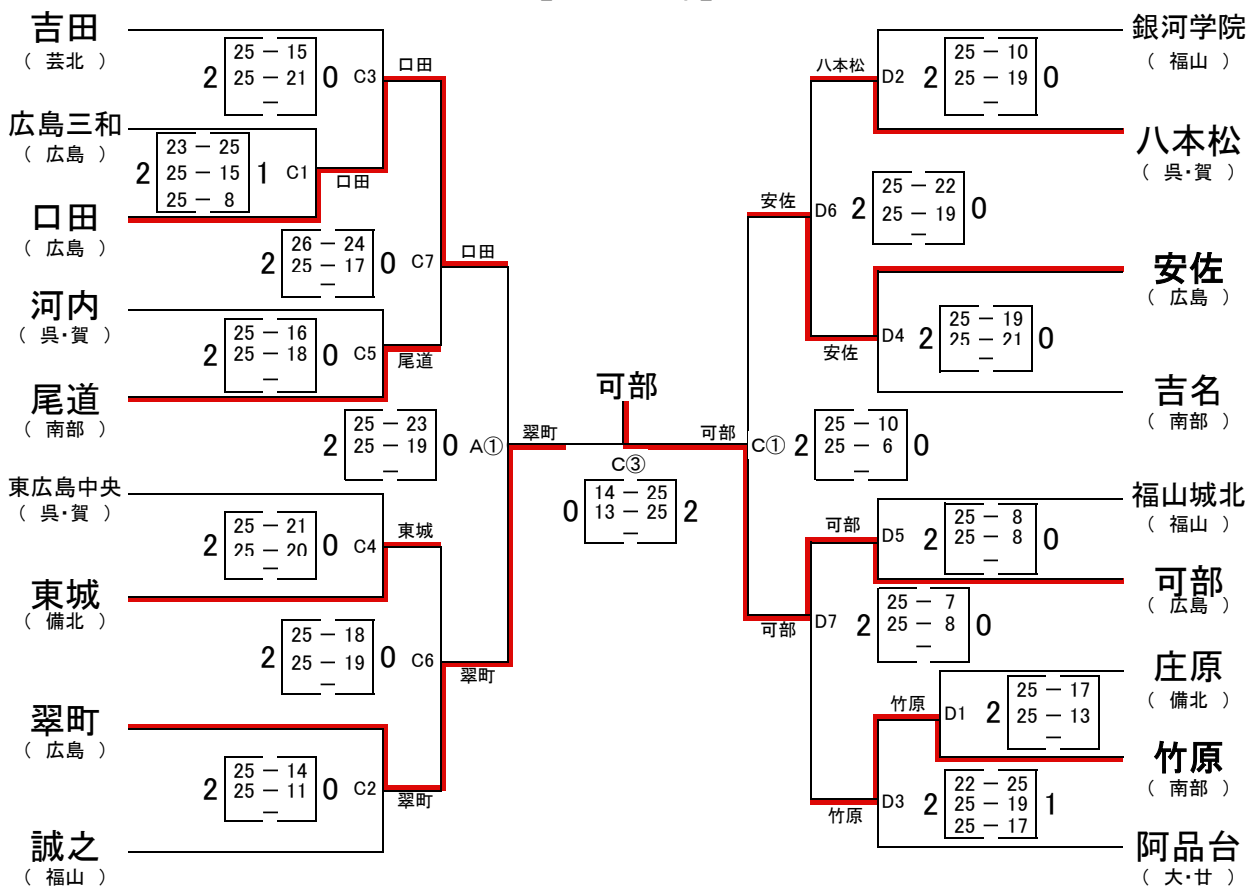 吉田
（ 芸北 ）
広島三和
（ 広島 ）
口田
（ 広島 ）
河内
（ 呉・賀 ）
尾道
（ 南部 ）
東広島中央
（ 呉・賀 ）
東城
（ 備北 ）
翠町
（ 広島 ）
誠之
（ 福山 ）
2 25 － 15 0 C3 口田
25 － 21
－
2 23 － 25 1 C1 口田
25 － 15
25 － 8
2 26 － 24 0 C7 口田
25 － 17
－
2 25 － 16 0 C5 尾道
25 － 18
－
2 25 － 23 0 A① 翠町
25 － 19
－
2 25 － 21 0 C4 東城
25 － 20
－
2 25 － 18 0 C6 翠町
25 － 19
－
2 25 － 14 0 C2 翠町
25 － 11
－
可部
C③
0 14 － 25 2
13 － 25
－
八本松 D2 2 25 － 10 0
25 － 19
－
安佐 D6 2 25 － 22 0
25 － 19
－
安佐 D4 2 25 － 19 0
25 － 21
－
可部 C① 2 25 － 10 0
25 － 6
－
可部 D5 2 25 － 8 0
25 － 8
－
可部 D7 2 25 － 7 0
25 － 8
－
竹原 D1 2 25 － 17
25 － 13
－
竹原 D3 2 22 － 25 1
25 － 19
25 － 17
銀河学院
（ 福山 ）
八本松
（ 呉・賀 ）
安佐
（ 広島 ）
吉名
（ 南部 ）
福山城北
（ 福山 ）
可部
（ 広島 ）
庄原
（ 備北 ）
竹原
（ 南部 ）
阿品台
（ 大・廿 ）